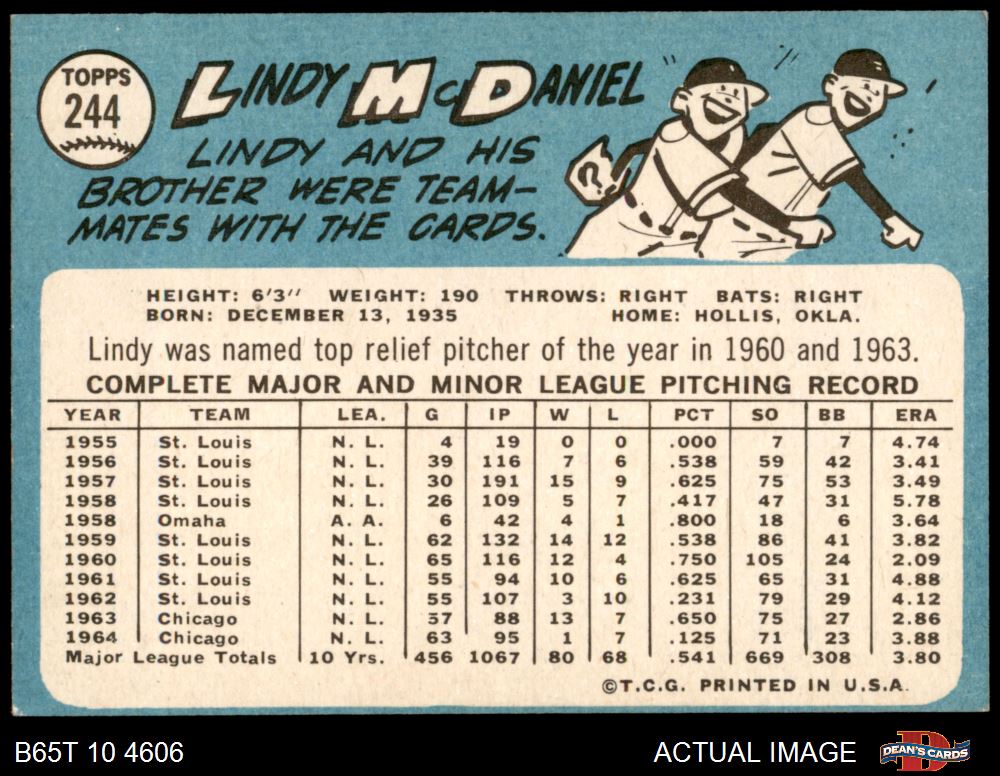 TOPPS
244
LINDY McDANIEL
LINDY AND HIS
BROTHER WERE TEAM-
MATES WITH THE CARDS.
?
HEIGHT: 6'3" WEIGHT: 190 THROWS: RIGHT BATS: RIGHT
BORN: DECEMBER 13, 1935 HOME: HOLLIS, OKLA.
Lindy was named top relief pitcher of the year in 1960 and 1963.
COMPLETE MAJOR AND MINOR LEAGUE PITCHING RECORD
YEAR TEAM LEA. G IP W L PCT SO BB ERA
1955 St. Louis N. L. 4 19 0 0 .000 7 7 4.74
1956 St. Louis N. L. 39 116 7 6 .538 59 42 3.41
1957 St. Louis N. L. 30 191 15 9 .625 75 53 3.49
1958 St. Louis N. L. 26 109 5 7 .417 47 31 5.78
1958 Omaha A. A. 6 42 4 1 .800 18 6 3.64
1959 St. Louis N. L. 62 132 14 12 .538 86 41 3.82
1960 St. Louis N. L. 65 116 12 4 .750 105 24 2.09
1961 St. Louis N. L. 55 94 10 6 .625 65 31 4.88
1962 St. Louis N. L. 55 107 3 10 .231 79 29 4.12
1963 Chicago N. L. 57 88 13 7 .650 75 27 2.86
1964 Chicago N. L. 63 95 1 7 .125 71 23 3.88
Major League Totals 10 Yrs. 456 1067 80 68 .541 669 308 3.80
©T.C.G. PRINTED IN U.S.A.
B65T 10 4606 ACTUAL IMAGE DEAN'S CARDS